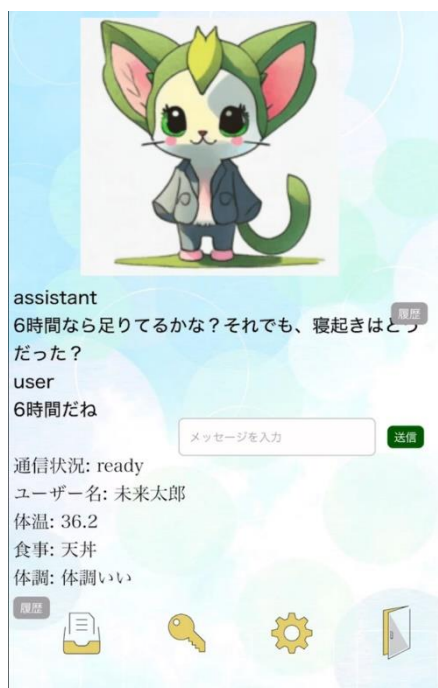 assistant
履歴
6時間なら足りてるかな？それでも、寝起きはどう
だった？
user
6時間だね
メッセージを入力
送信
通信状況: ready
ユーザー名: 未来太郎
体温: 36.2
食事: 天丼
体調: 体調いい
履歴